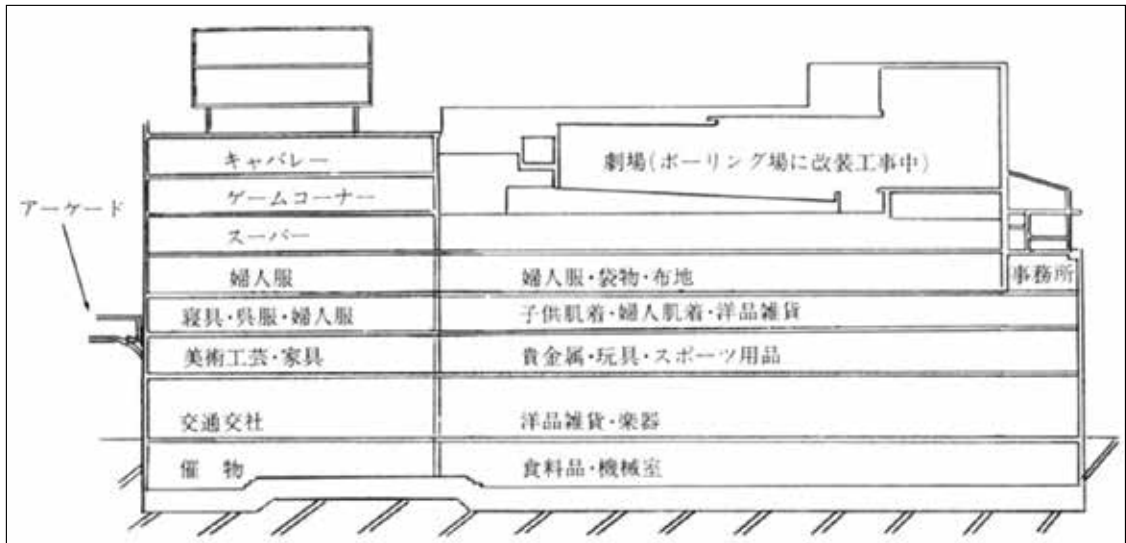 キャバレー
劇場(ボーリング場に改装工事中)
ゲームコーナー
アーケード
スーパー
婦人服
婦人服・袋物・布地
事務所
寝具・呉服・婦人服
子供肌着・婦人肌着・洋品雑貨
美術工芸・家具
貴金属・玩具・スポーツ用品
交通交社
洋品雑貨・楽器
催物
食料品・機械室